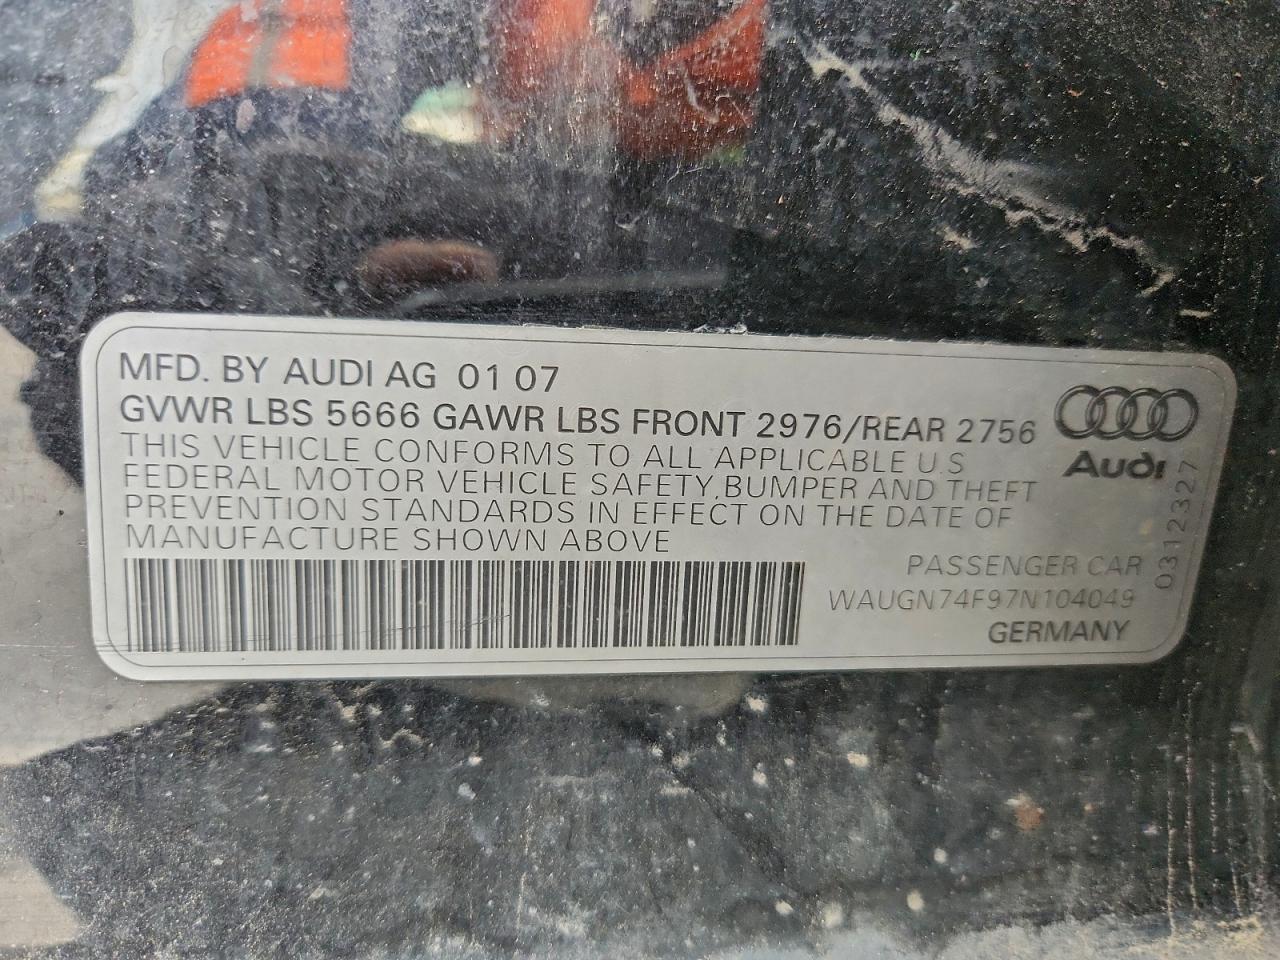 MFD. BY AUDI AG 01 07
GVWR LBS 5666 GAWR LBS FRONT 2976/REAR 2756
THIS VEHICLE CONFORMS TO ALL APPLICABLE U.S
FEDERAL MOTOR VEHICLE SAFETY, BUMPER AND THEFT
PREVENTION STANDARDS IN EFFECT ON THE DATE OF
MANUFACTURE SHOWN ABOVE
Audi
0312327
PASSENGER CAR
WAUGN74F97N104049
GERMANY